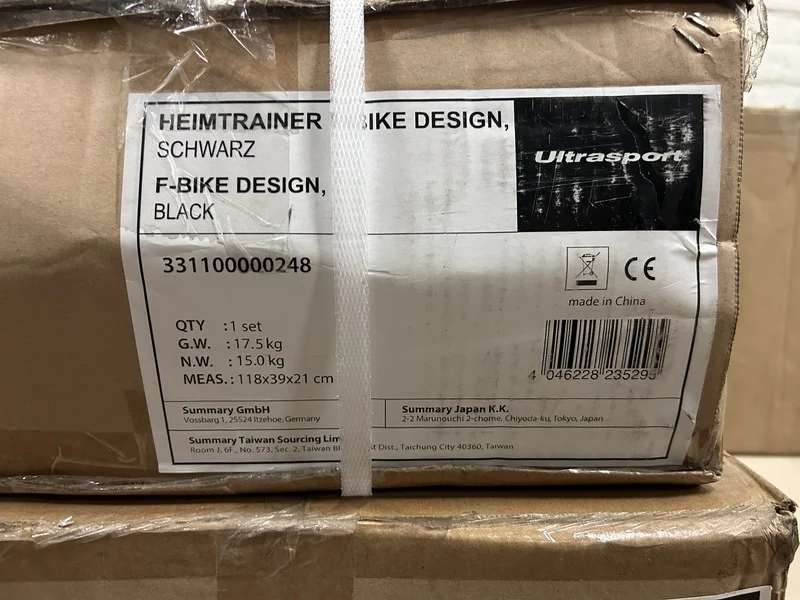 HEIMTRAINER BIKE DESIGN,
SCHWARZ
F-BIKE DESIGN,
BLACK
Ultrasport
331100000248
CE
made in China
QTY : 1 set
G.W. : 17.5 kg
N.W. : 15.0 kg
MEAS. : 118x39x21 cm
4 046228 235295
Summary GmbH
Vossbarg 1, 25524 Itzehoe, Germany
Summary Japan K.K.
2-2 Marunouchi 2-chome, Chiyoda-ku, Tokyo, Japan
Summary Taiwan Sourcing
Room J, 6F., No. 573, Sec. 2, Taiwan Dist., Taichung City 40360, Taiwan